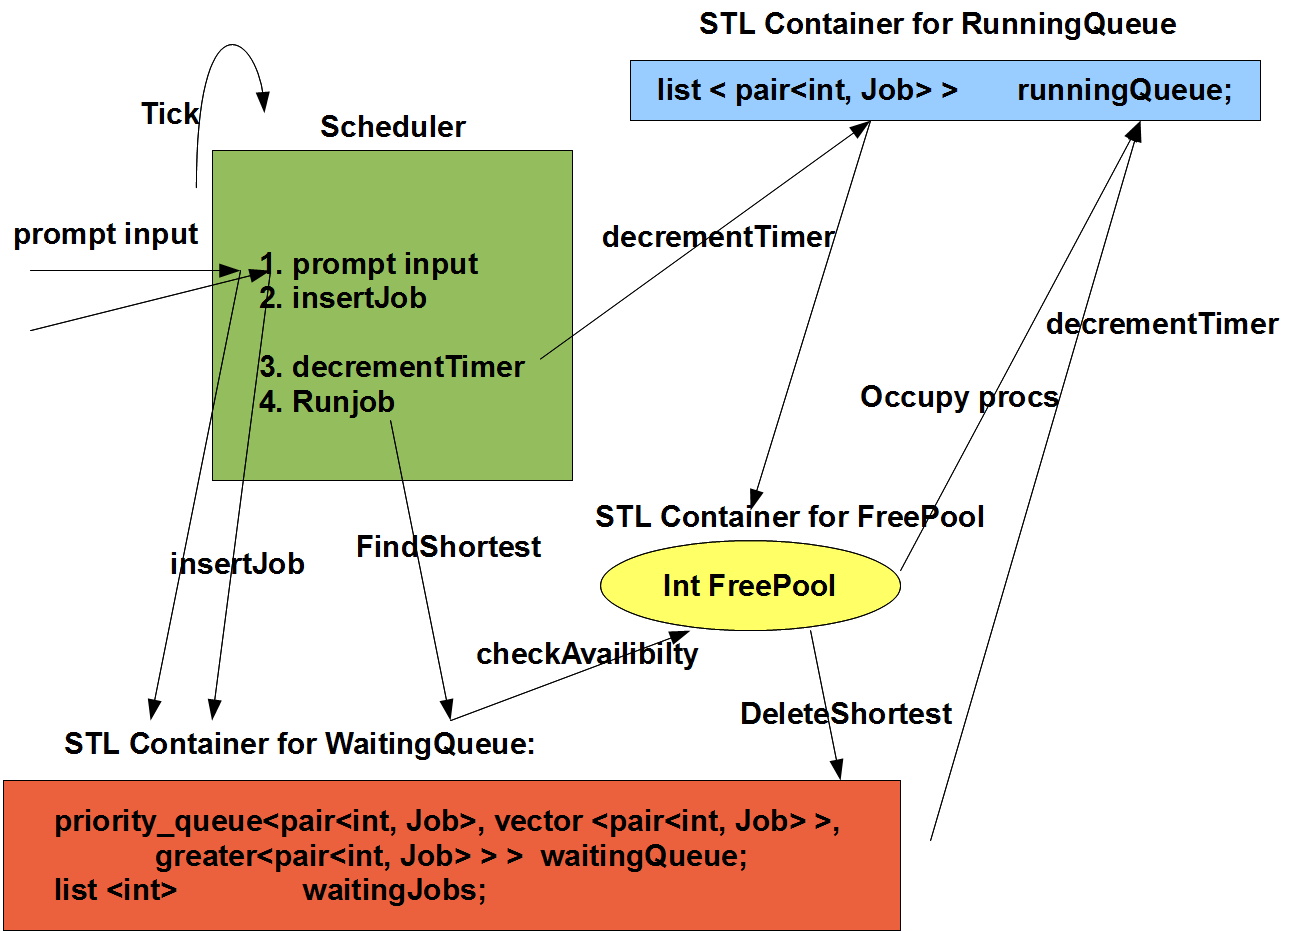 STL Container for RunningQueue
list < pair<int, Job> > runningQueue;
Tick
Scheduler
prompt input
1. prompt input
2. insertJob
3. decrementTimer
4. Runjob
decrementTimer
decrementTimer
Occupy procs
STL Container for FreePool
Int FreePool
FindShortest
insertJob
checkAvailibilty
DeleteShortest
STL Container for WaitingQueue:
priority_queue<pair<int, Job>, vector <pair<int, Job> >,
greater<pair<int, Job> > > waitingQueue;
list <int> waitingJobs;